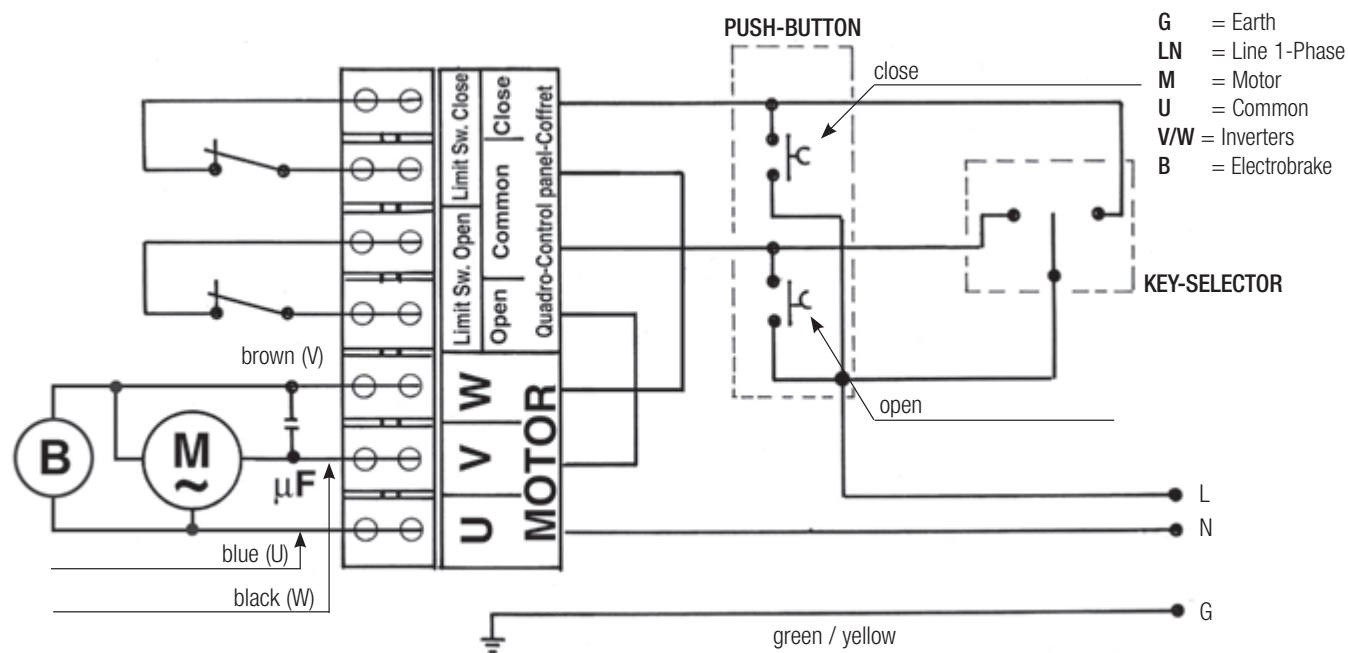 PUSH-BUTTON
close
G = Earth
LN = Line 1-Phase
M = Motor
U = Common
V/W = Inverters
B = Electrobrake
Limit Sw. Close
Limit Sw. Open
Close
Common
Open
Quadro-Control panel-Coffret
KEY-SELECTOR
brown (V)
open
B
M
~
µF
W
V
U
MOTOR
blue (U)
black (W)
L
N
G
green / yellow